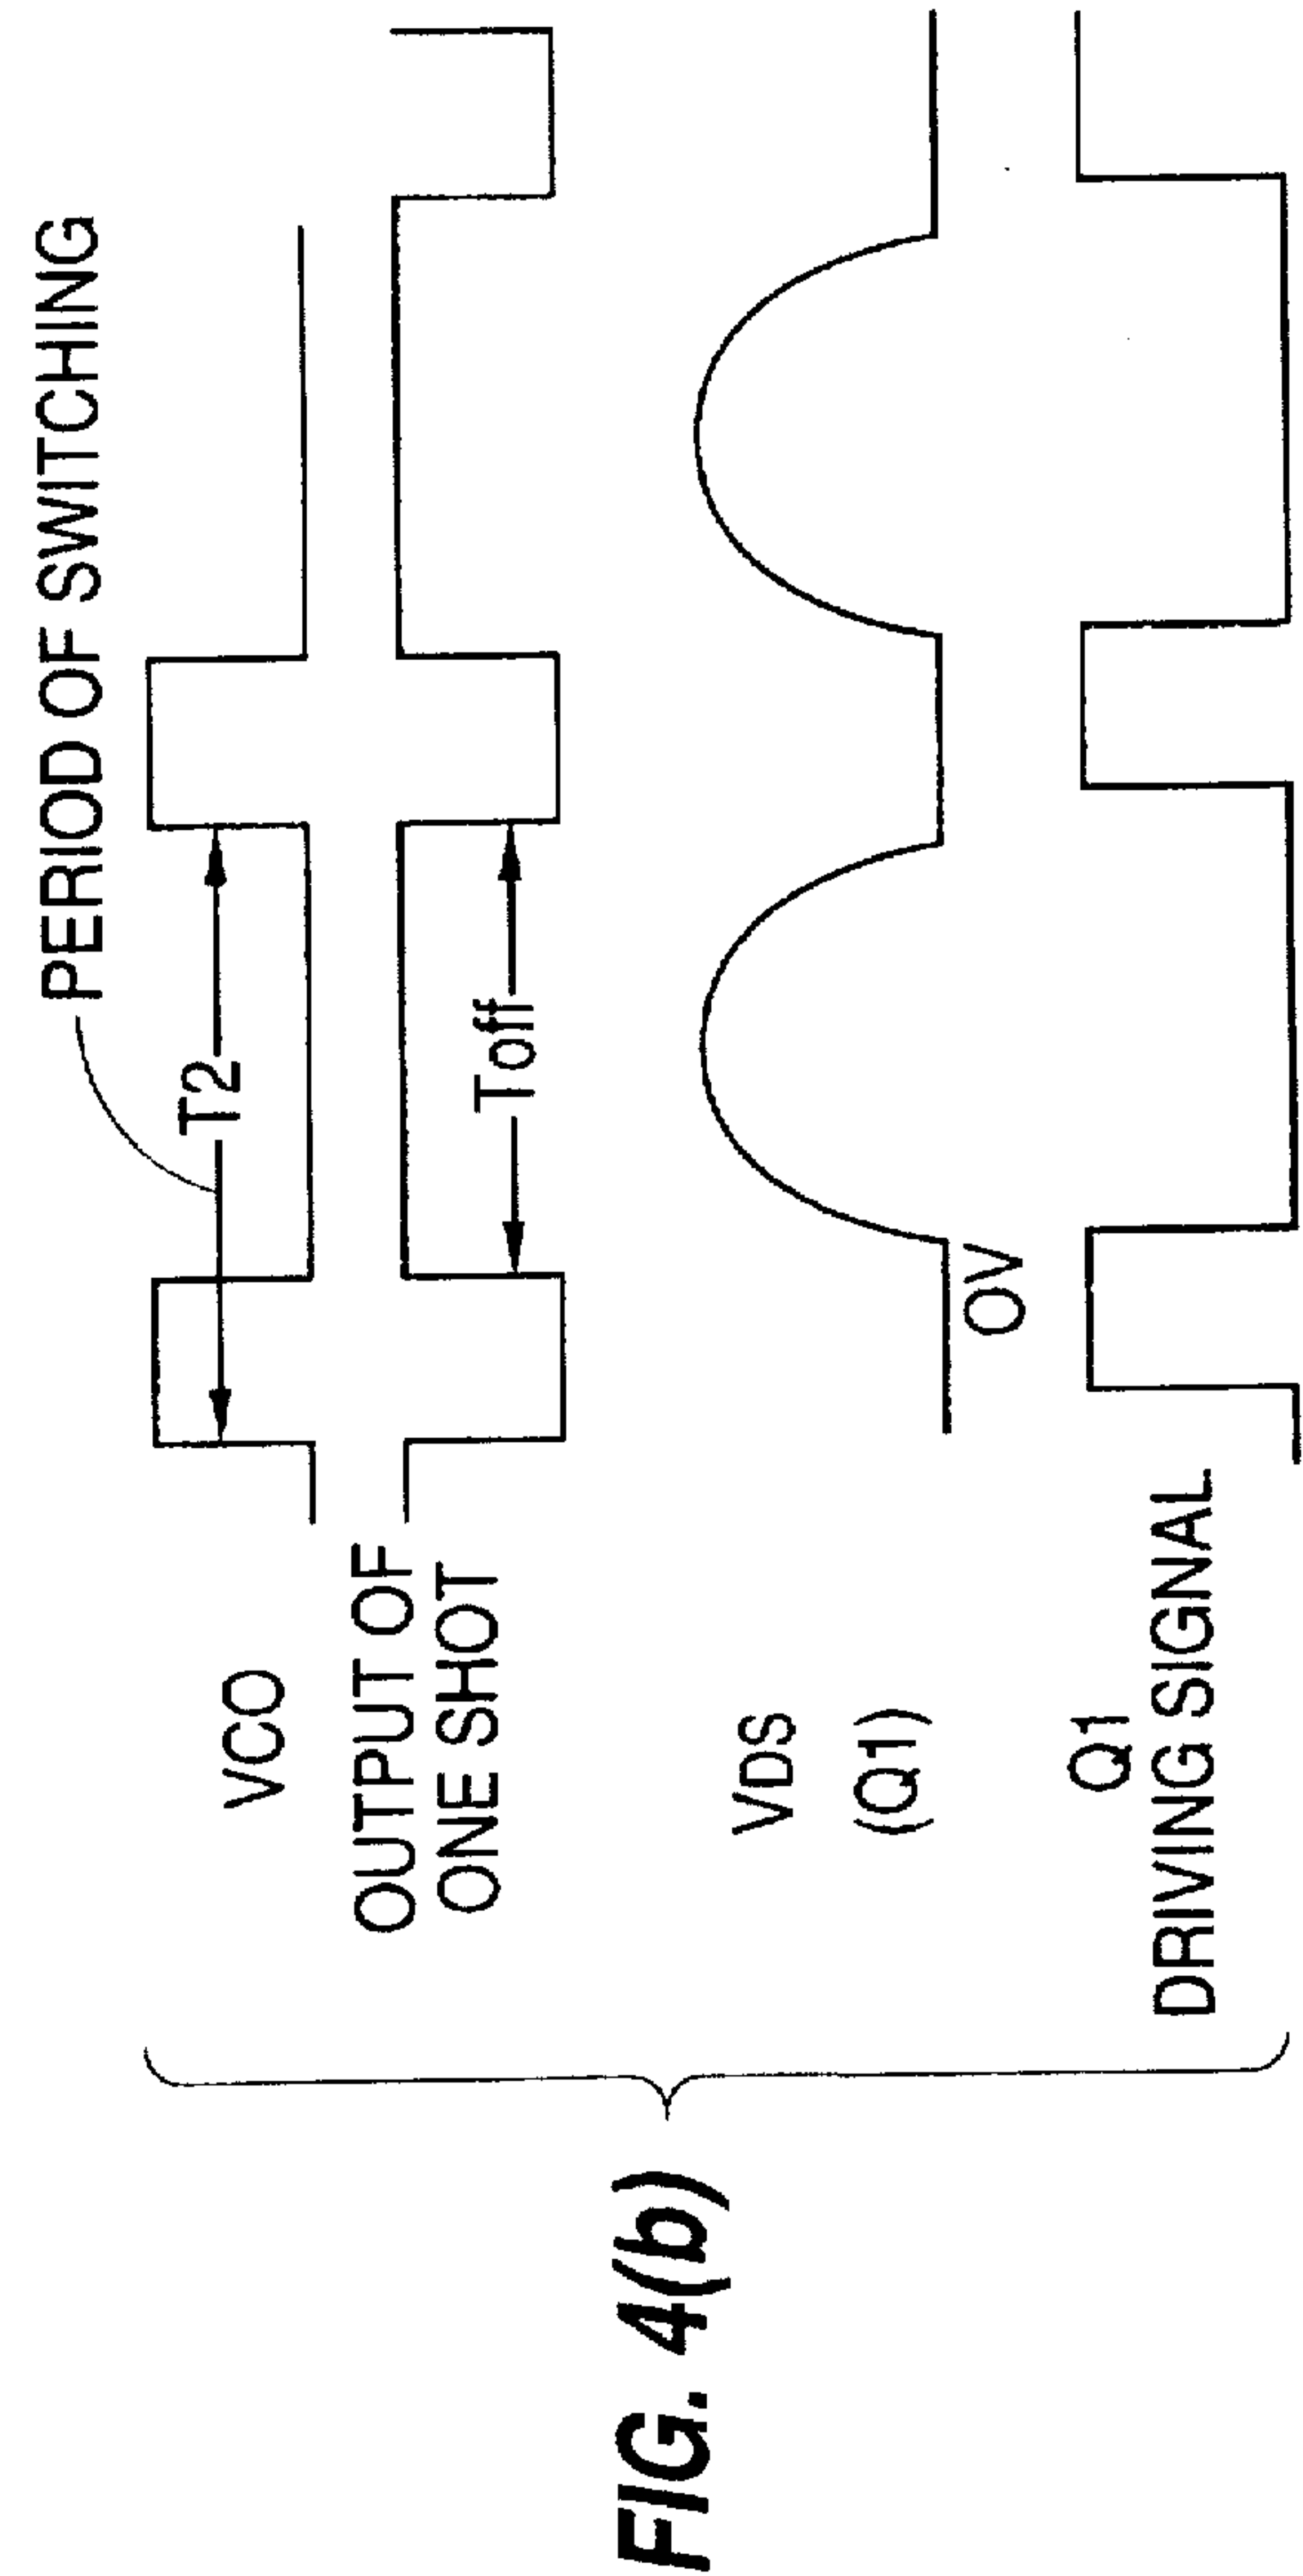 PERIOD OF SWITCHING
VCO
T2
OUTPUT OF
ONE SHOT
Toff
VDS
(Q1)
OV
Q1
DRIVING SIGNAL
FIG. 4(b)